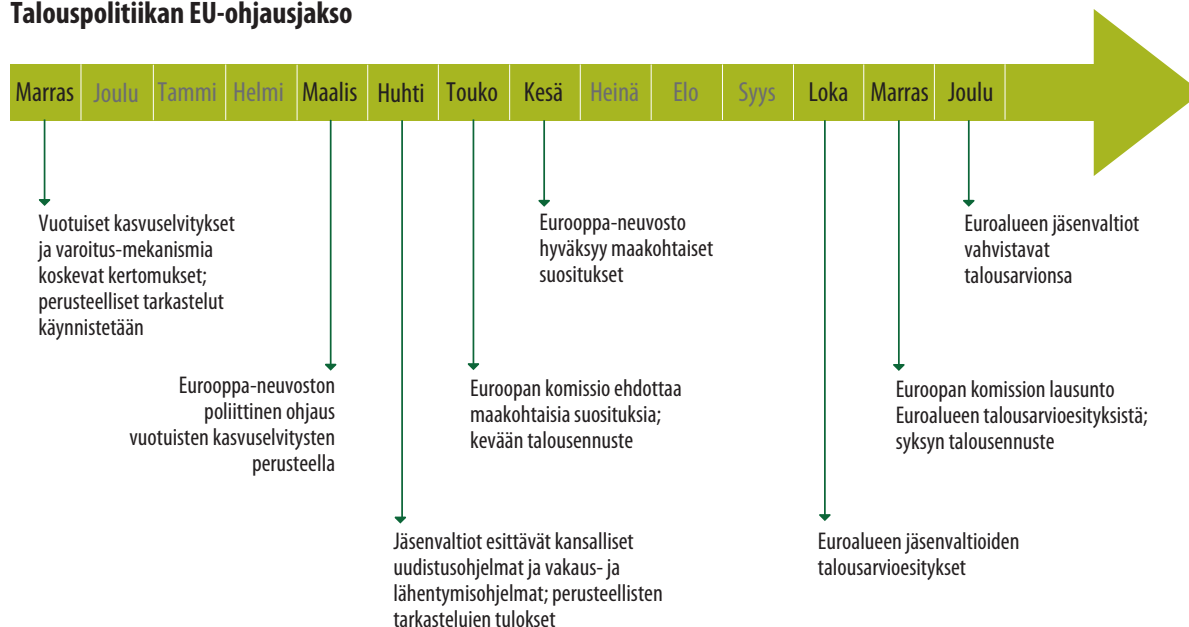 Talouspolitiikan EU-ohjausjakso
Marras Joulu Tammi Helmi Maalis Huhti Touko Kesä Heinä Elo Syys Loka Marras Joulu
Vuotuiset kasvuselvitykset
ja varoitus-mekanismia
koskevat kertomukset;
perusteelliset tarkastelut
käynnistetään
Eurooppa-neuvoston
poliittinen ohjaus
vuotuisten kasvuselvitysten
perusteella
Jäsenvaltiot esittävät kansalliset
uudistusohjelmat ja vakaus- ja
lähentymisohjelmat; perusteellisten
tarkastelujen tulokset
Euroopan komissio ehdottaa
maakohtaisia suosituksia;
kevään talousennuste
Eurooppa-neuvosto
hyväksyy maakohtaiset
suositukset
Euroalueen jäsenvaltioiden
talousarvioesitykset
Euroopan komission lausunto
Euroalueen talousarvioesityksistä;
syksyn talousennuste
Euroalueen jäsenvaltiot
vahvistavat
talousarvionsa